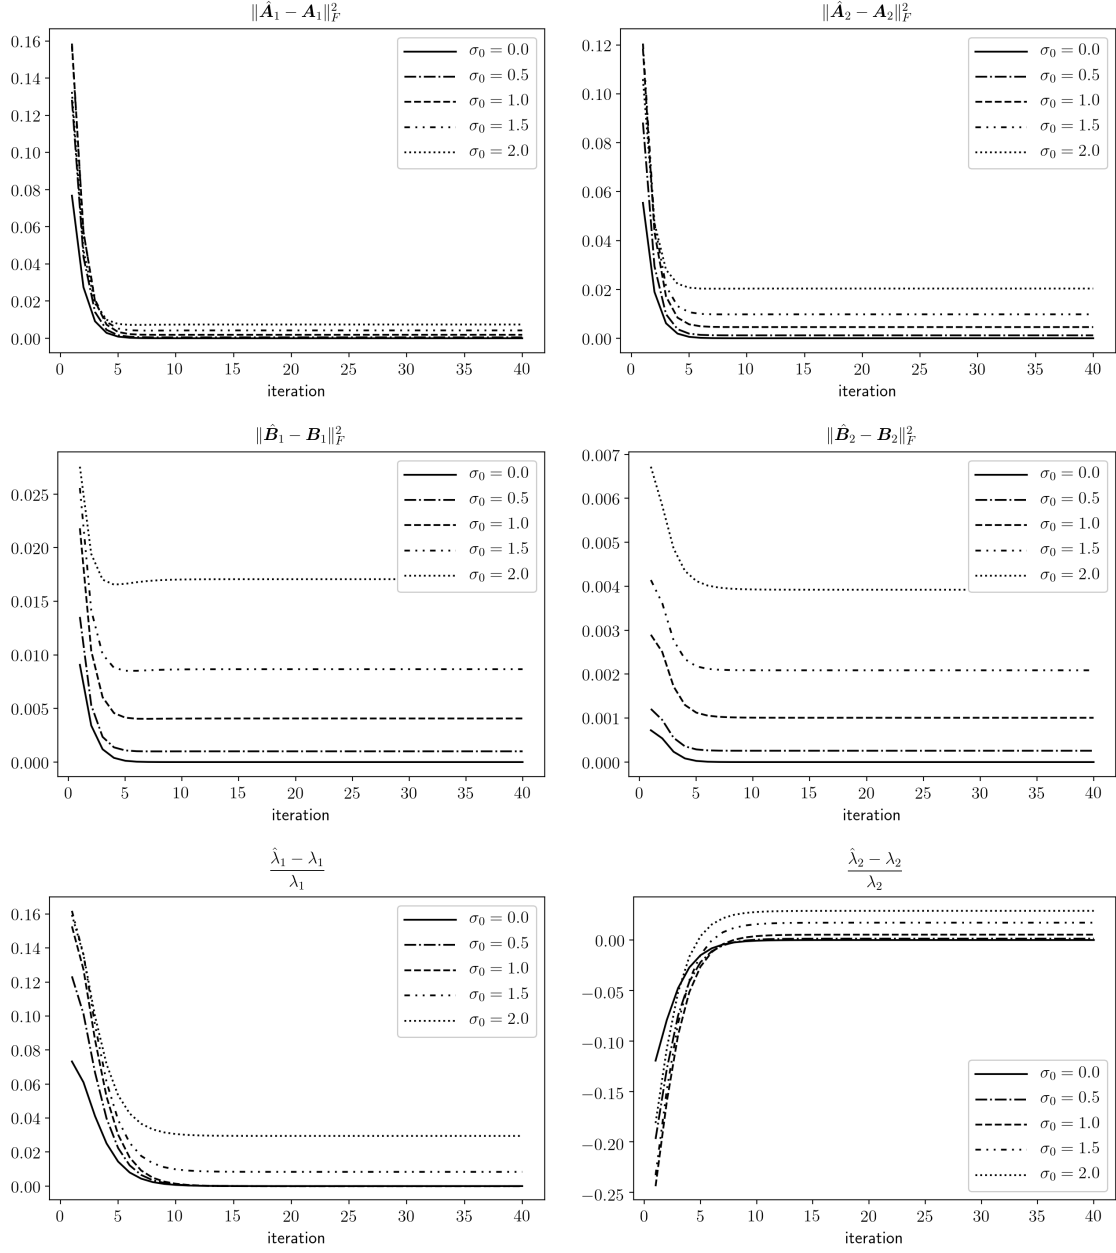 ‖Â₁ − A₁‖²_F
0.16
0.14
0.12
0.10
0.08
0.06
0.04
0.02
0.00
0 5 10 15 20 25 30 35 40
iteration
σ₀ = 0.0
σ₀ = 0.5
σ₀ = 1.0
σ₀ = 1.5
σ₀ = 2.0
‖Â₂ − A₂‖²_F
0.12
0.10
0.08
0.06
0.04
0.02
0.00
0 5 10 15 20 25 30 35 40
iteration
σ₀ = 0.0
σ₀ = 0.5
σ₀ = 1.0
σ₀ = 1.5
σ₀ = 2.0
‖B̂₁ − B₁‖²_F
0.025
0.020
0.015
0.010
0.005
0.000
0 5 10 15 20 25 30 35 40
iteration
σ₀ = 0.0
σ₀ = 0.5
σ₀ = 1.0
σ₀ = 1.5
σ₀ = 2.0
‖B̂₂ − B₂‖²_F
0.007
0.006
0.005
0.004
0.003
0.002
0.001
0.000
0 5 10 15 20 25 30 35 40
iteration
σ₀ = 0.0
σ₀ = 0.5
σ₀ = 1.0
σ₀ = 1.5
σ₀ = 2.0
λ̂₁ − λ₁
λ₁
0.16
0.14
0.12
0.10
0.08
0.06
0.04
0.02
0.00
0 5 10 15 20 25 30 35 40
iteration
σ₀ = 0.0
σ₀ = 0.5
σ₀ = 1.0
σ₀ = 1.5
σ₀ = 2.0
λ̂₂ − λ₂
λ₂
0.00
−0.05
−0.10
−0.15
−0.20
−0.25
0 5 10 15 20 25 30 35 40
iteration
σ₀ = 0.0
σ₀ = 0.5
σ₀ = 1.0
σ₀ = 1.5
σ₀ = 2.0